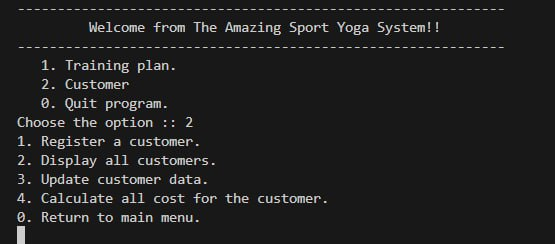 -------------------------------------------------------------
Welcome from The Amazing Sport Yoga System!!
-------------------------------------------------------------
1. Training plan.
2. Customer
0. Quit program.
Choose the option :: 2
1. Register a customer.
2. Display all customers.
3. Update customer data.
4. Calculate all cost for the customer.
0. Return to main menu.